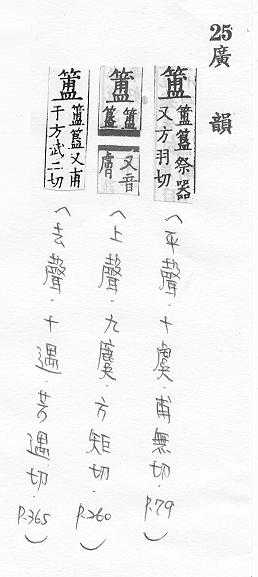 25廣韻
簠
簠簋祭器
又方羽切
（平聲．十虞．甫無切．P.79）
簠
簠簋
又音
膚
（上聲．九麌．方矩切．P.260）
簠
簠簋又甫
于方武二切
（去聲．十遇．芳遇切．P.365）